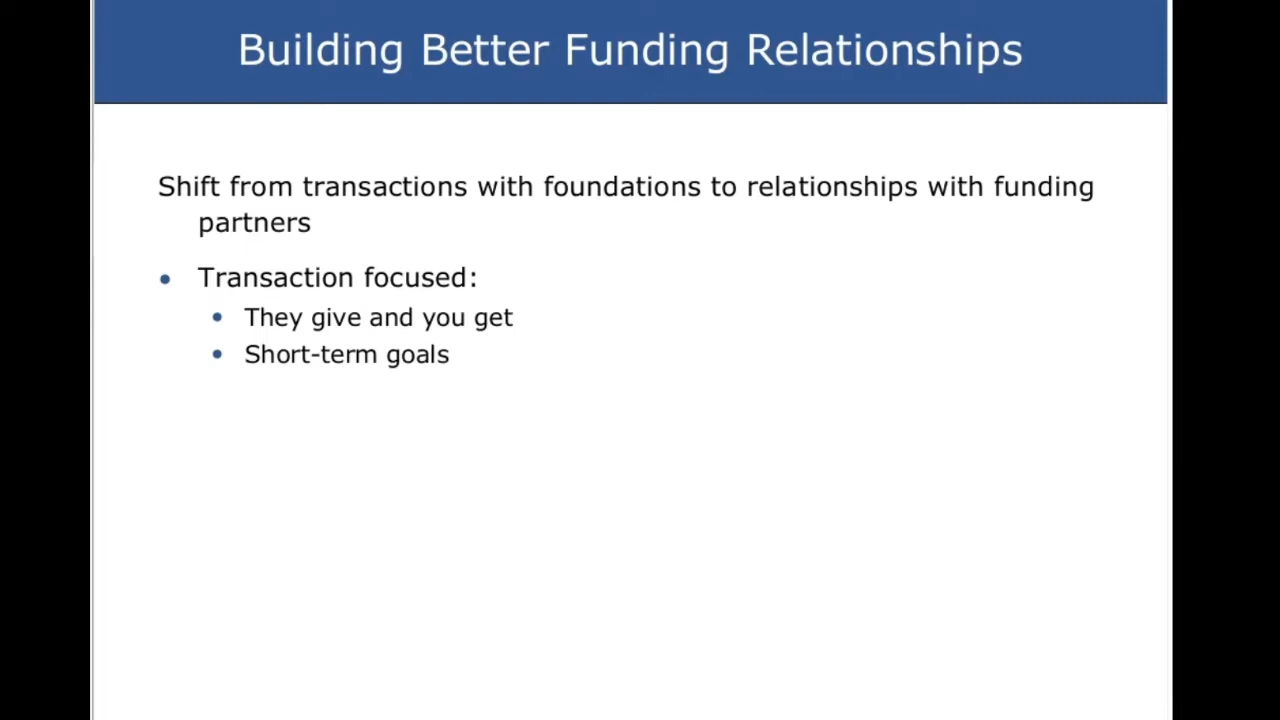 Building Better Funding Relationships
Shift from transactions with foundations to relationships with funding
partners
• Transaction focused:
• They give and you get
• Short-term goals